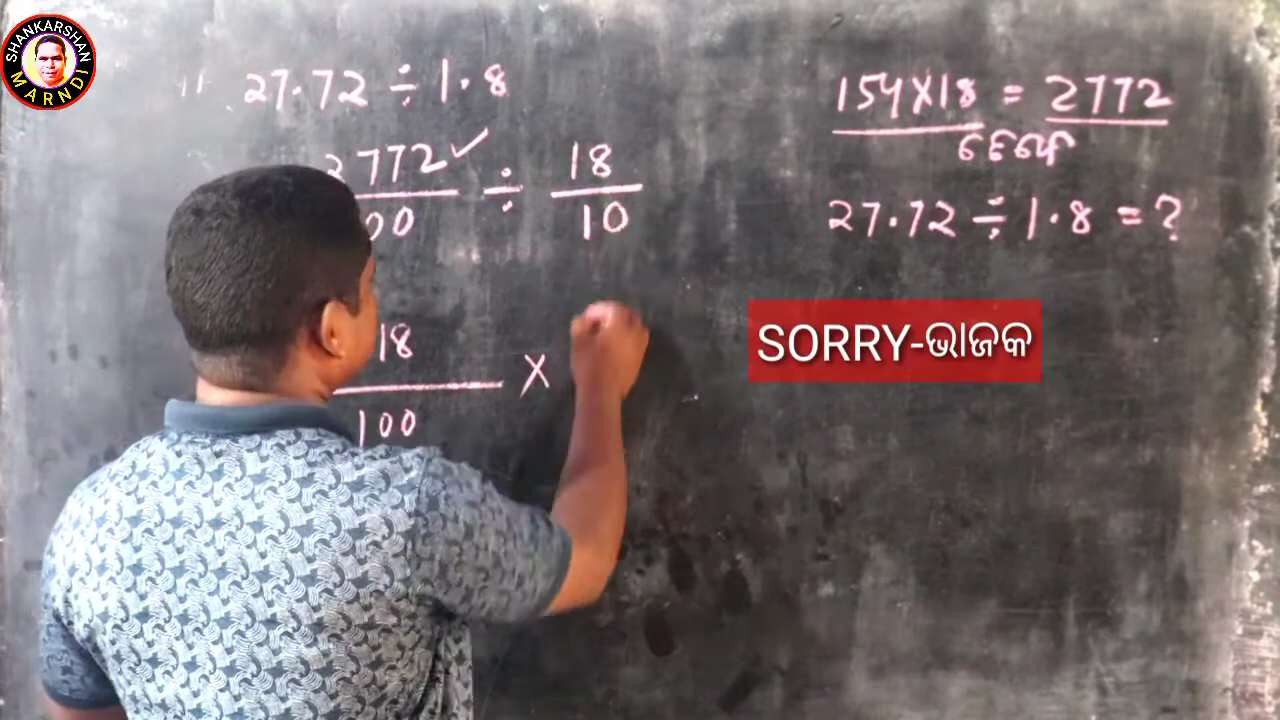 SHANKARSHAN
MARNDI
27.72 ÷ 1.8
2772 ✓ ÷ 18
00 10
18 ×
100
154×18 = 2772
ହେଲେ
27.72 ÷ 1.8 = ?
SORRY-ଭାଜକ